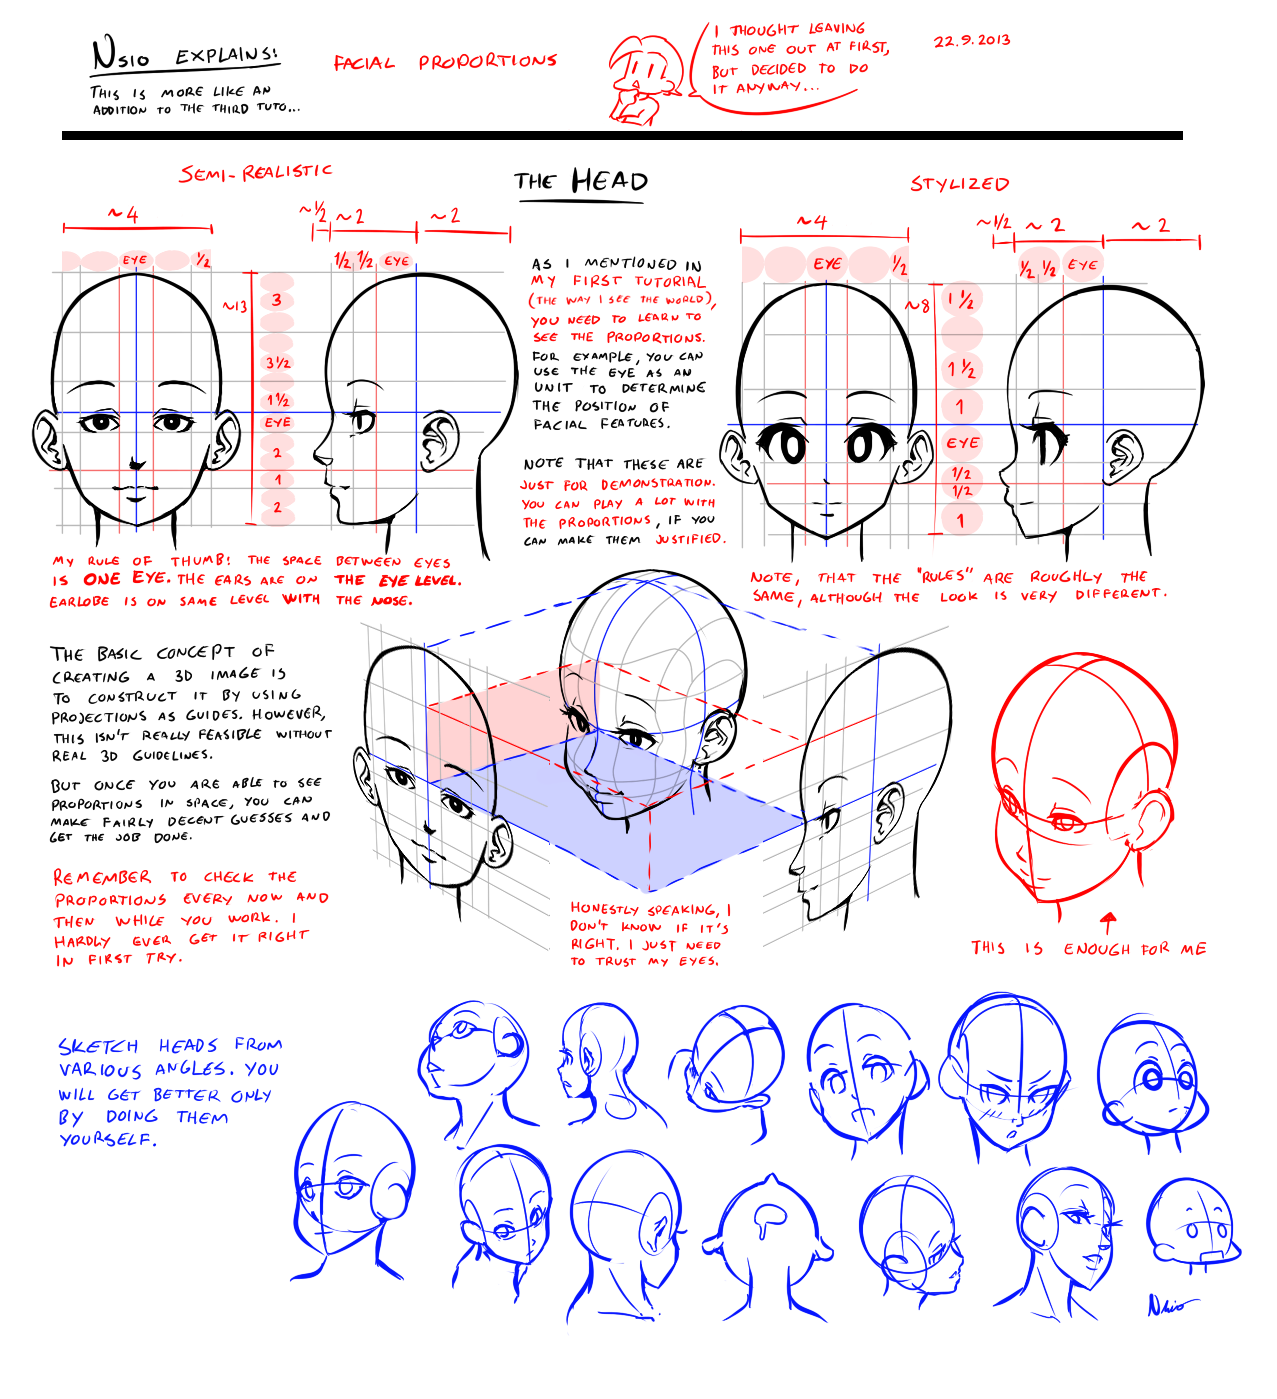 NSIO EXPLAINS!
THIS IS MORE LIKE AN
ADDITION TO THE THIRD TUTO...
FACIAL PROPORTIONS
I THOUGHT LEAVING
THIS ONE OUT AT FIRST,
BUT DECIDED TO DO
IT ANYWAY...
22.9.2013
SEMI-REALISTIC
THE HEAD
STYLIZED
~4
~½ ~2 ~2
EYE ½
½ ½ EYE
~13
3
3½
1½
EYE
2
1
2
AS I MENTIONED IN
MY FIRST TUTORIAL
(THE WAY I SEE THE WORLD),
YOU NEED TO LEARN TO
SEE THE PROPORTIONS.
FOR EXAMPLE, YOU CAN
USE THE EYE AS AN
UNIT TO DETERMINE
THE POSITION OF
FACIAL FEATURES.
NOTE THAT THESE ARE
JUST FOR DEMONSTRATION.
YOU CAN PLAY A LOT WITH
THE PROPORTIONS, IF YOU
CAN MAKE THEM JUSTIFIED.
~4
~1/2 ~2 ~2
EYE ½
½ ½ EYE
~8
1½
1½
1
EYE
1/2
1/2
1
MY RULE OF THUMB! THE SPACE BETWEEN EYES
IS ONE EYE. THE EARS ARE ON THE EYE LEVEL.
EARLOBE IS ON SAME LEVEL WITH THE NOSE.
NOTE, THAT THE "RULES" ARE ROUGHLY THE
SAME, ALTHOUGH THE LOOK IS VERY DIFFERENT.
THE BASIC CONCEPT OF
CREATING A 3D IMAGE IS
TO CONSTRUCT IT BY USING
PROJECTIONS AS GUIDES. HOWEVER,
THIS ISN'T REALLY FEASIBLE WITHOUT
REAL 3D GUIDELINES.
BUT ONCE YOU ARE ABLE TO SEE
PROPORTIONS IN SPACE, YOU CAN
MAKE FAIRLY DECENT GUESSES AND
GET THE JOB DONE.
REMEMBER TO CHECK THE
PROPORTIONS EVERY NOW AND
THEN WHILE YOU WORK. I
HARDLY EVER GET IT RIGHT
IN FIRST TRY.
HONESTLY SPEAKING, I
DON'T KNOW IF IT'S
RIGHT. I JUST NEED
TO TRUST MY EYES.
THIS IS ENOUGH FOR ME
SKETCH HEADS FROM
VARIOUS ANGLES. YOU
WILL GET BETTER ONLY
BY DOING THEM
YOURSELF.
Nsio